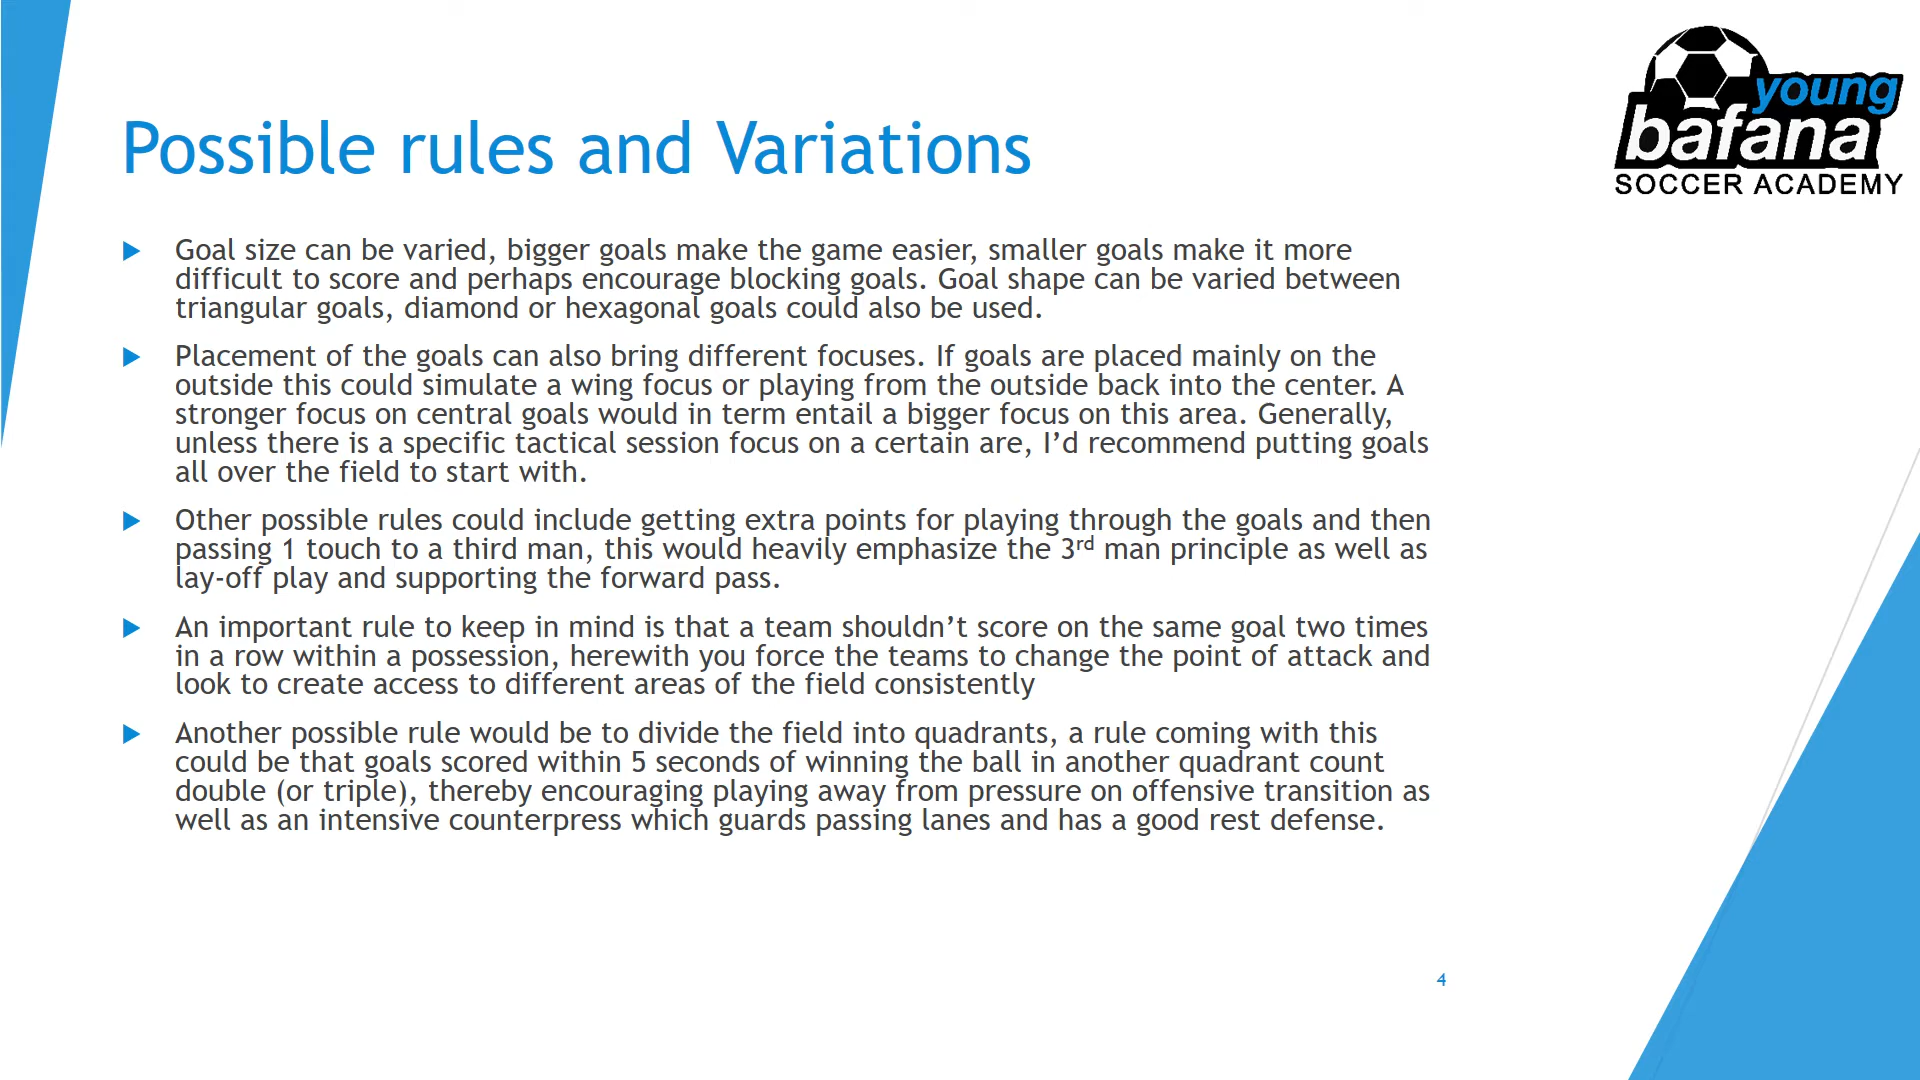 young
bafana
SOCCER ACADEMY
Possible rules and Variations
Goal size can be varied, bigger goals make the game easier, smaller goals make it more
difficult to score and perhaps encourage blocking goals. Goal shape can be varied between
triangular goals, diamond or hexagonal goals could also be used.
Placement of the goals can also bring different focuses. If goals are placed mainly on the
outside this could simulate a wing focus or playing from the outside back into the center. A
stronger focus on central goals would in term entail a bigger focus on this area. Generally,
unless there is a specific tactical session focus on a certain are, I’d recommend putting goals
all over the field to start with.
Other possible rules could include getting extra points for playing through the goals and then
passing 1 touch to a third man, this would heavily emphasize the 3rd man principle as well as
lay-off play and supporting the forward pass.
An important rule to keep in mind is that a team shouldn’t score on the same goal two times
in a row within a possession, herewith you force the teams to change the point of attack and
look to create access to different areas of the field consistently
Another possible rule would be to divide the field into quadrants, a rule coming with this
could be that goals scored within 5 seconds of winning the ball in another quadrant count
double (or triple), thereby encouraging playing away from pressure on offensive transition as
well as an intensive counterpress which guards passing lanes and has a good rest defense.
4